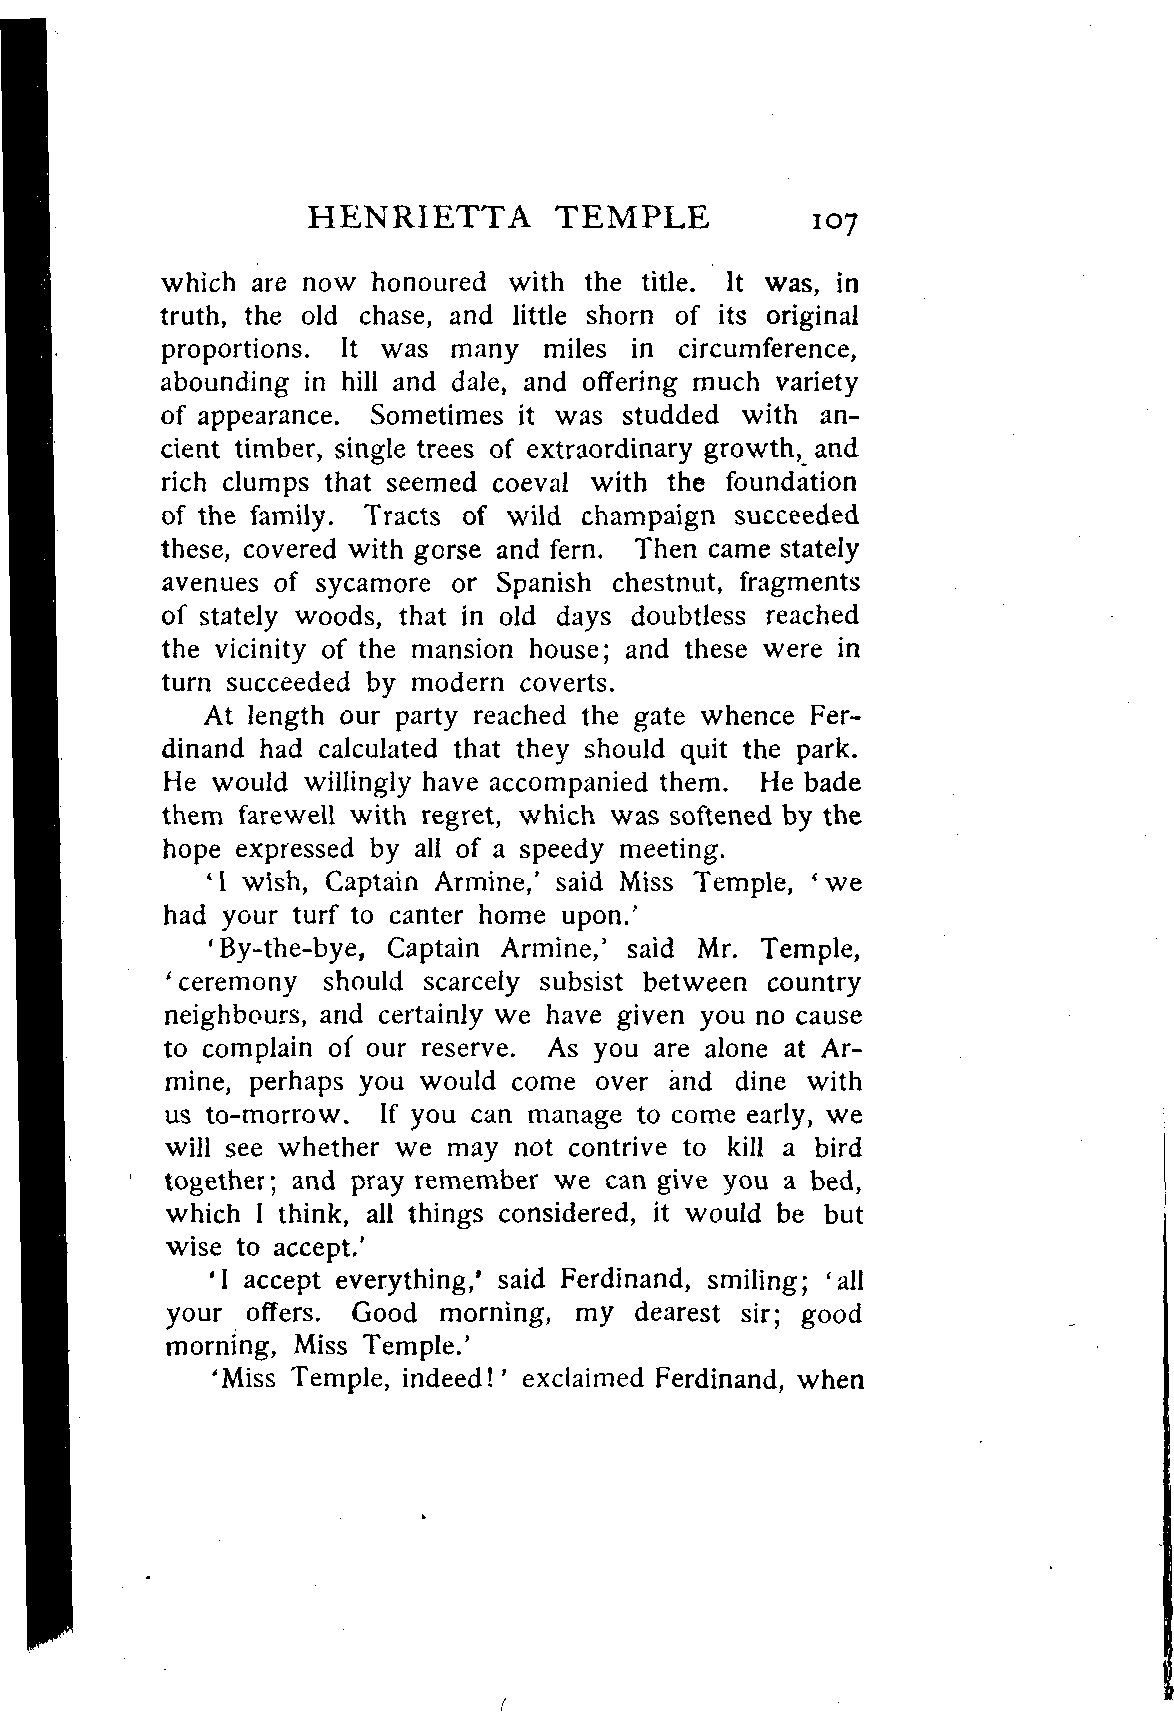 HENRIETTA TEMPLE 107
which are now honoured with the title. It was, in
truth, the old chase, and little shorn of its original
proportions. It was many miles in circumference,
abounding in hill and dale, and offering much variety
of appearance. Sometimes it was studded with an-
cient timber, single trees of extraordinary growth, and
rich clumps that seemed coeval with the foundation
of the family. Tracts of wild champaign succeeded
these, covered with gorse and fern. Then came stately
avenues of sycamore or Spanish chestnut, fragments
of stately woods, that in old days doubtless reached
the vicinity of the mansion house; and these were in
turn succeeded by modern coverts.
At length our party reached the gate whence Fer-
dinand had calculated that they should quit the park.
He would willingly have accompanied them. He bade
them farewell with regret, which was softened by the
hope expressed by all of a speedy meeting.
‘I wish, Captain Armine,’ said Miss Temple, ‘we
had your turf to canter home upon.’
‘By-the-bye, Captain Armine,’ said Mr. Temple,
‘ceremony should scarcely subsist between country
neighbours, and certainly we have given you no cause
to complain of our reserve. As you are alone at Ar-
mine, perhaps you would come over and dine with
us to-morrow. If you can manage to come early, we
will see whether we may not contrive to kill a bird
together; and pray remember we can give you a bed,
which I think, all things considered, it would be but
wise to accept.’
‘I accept everything,’ said Ferdinand, smiling; ‘all
your offers. Good morning, my dearest sir; good
morning, Miss Temple.’
‘Miss Temple, indeed!’ exclaimed Ferdinand, when